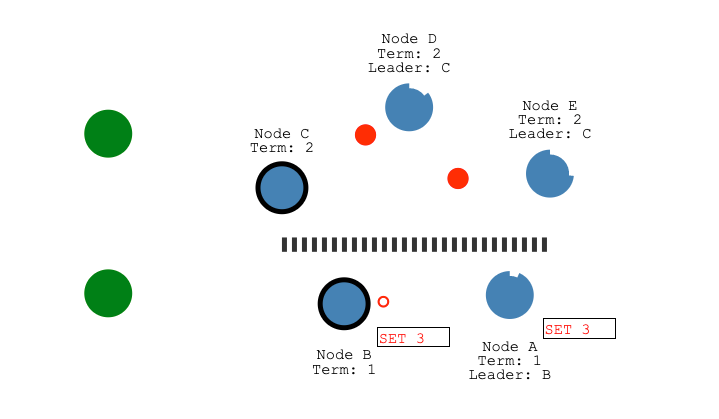 Node D
Term: 2
Leader: C
Node E
Term: 2
Leader: C
Node C
Term: 2
SET 3
SET 3
Node B
Term: 1
Node A
Term: 1
Leader: B